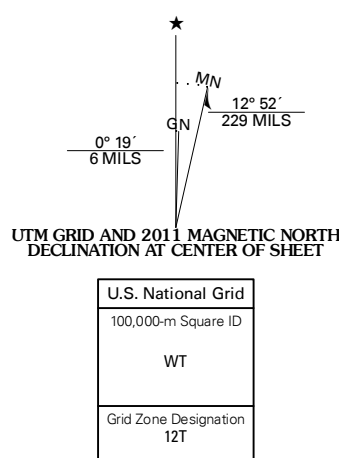 ★
MN
GN
12° 52´
229 MILS
0° 19´
6 MILS
UTM GRID AND 2011 MAGNETIC NORTH
DECLINATION AT CENTER OF SHEET
U.S. National Grid
100,000-m Square ID
WT
Grid Zone Designation
12T